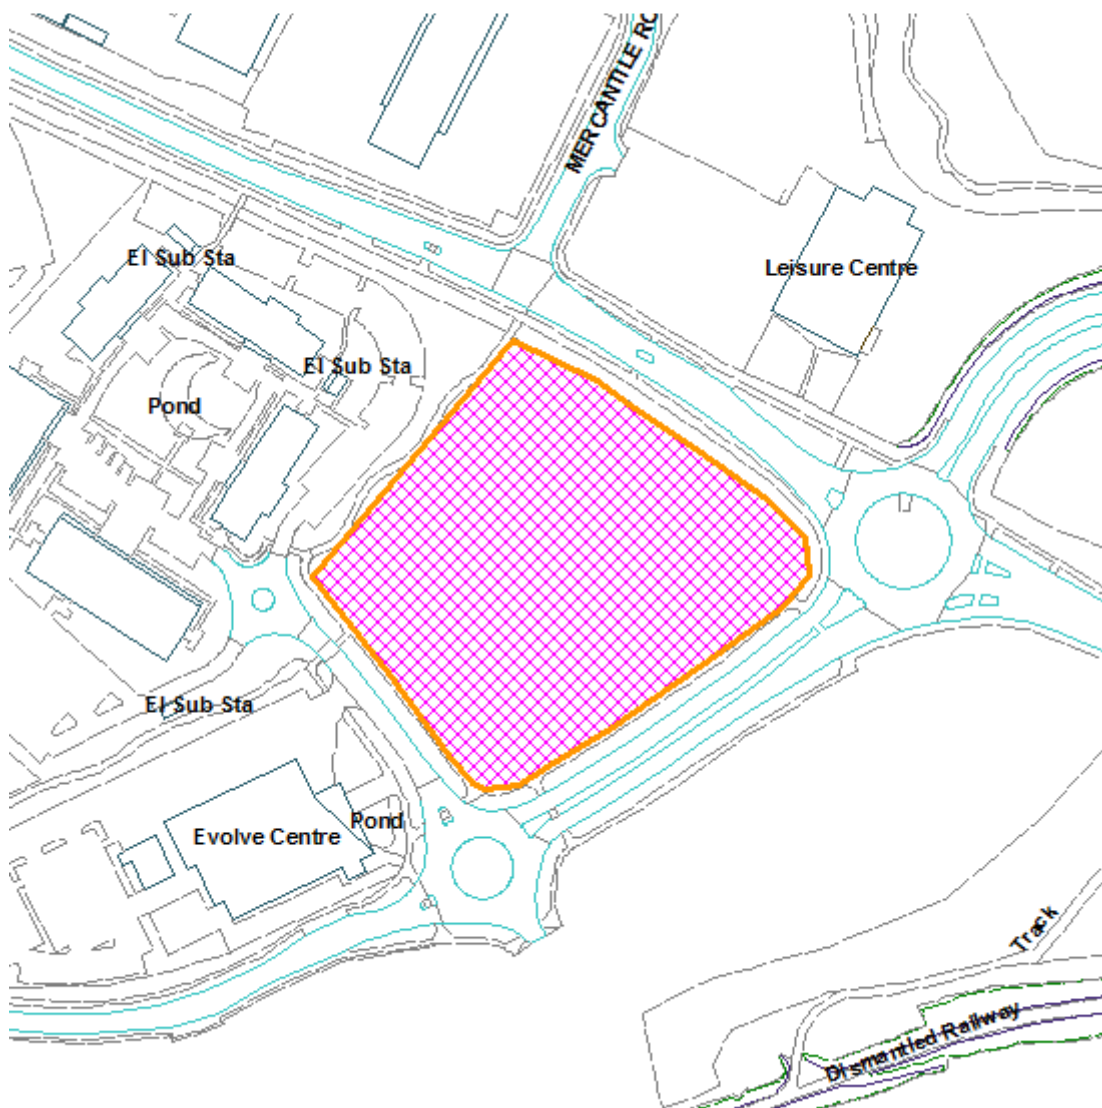 MERCANTILE RO
El Sub Sta
Leisure Centre
El Sub Sta
Pond
El Sub Sta
Pond
Evolve Centre
Track
Dismantled Railway